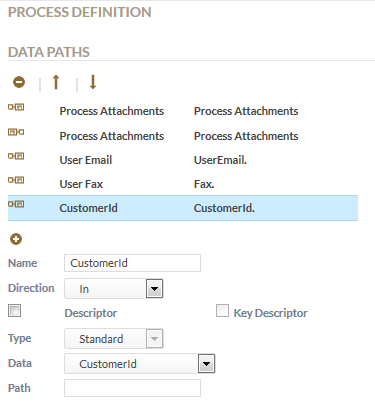 PROCESS DEFINITION
DATA PATHS
Process Attachments Process Attachments
Process Attachments Process Attachments
User Email UserEmail.
User Fax Fax.
CustomerId CustomerId.
Name CustomerId
Direction In
Descriptor Key Descriptor
Type Standard
Data CustomerId
Path